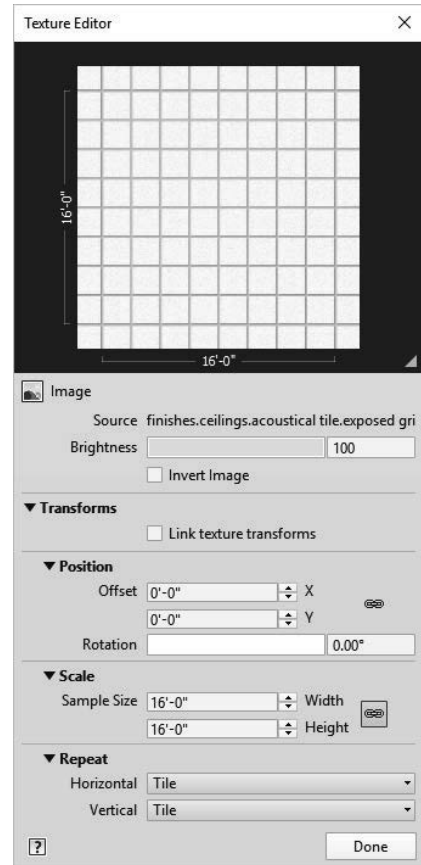 Texture Editor
16'-0"
16'-0"
Image
Source finishes.ceilings.acoustical tile.exposed gri
Brightness 100
Invert Image
Transforms
Link texture transforms
Position
Offset 0'-0" X
0'-0" Y
Rotation 0.00°
Scale
Sample Size 16'-0" Width
16'-0" Height
Repeat
Horizontal Tile
Vertical Tile
? Done